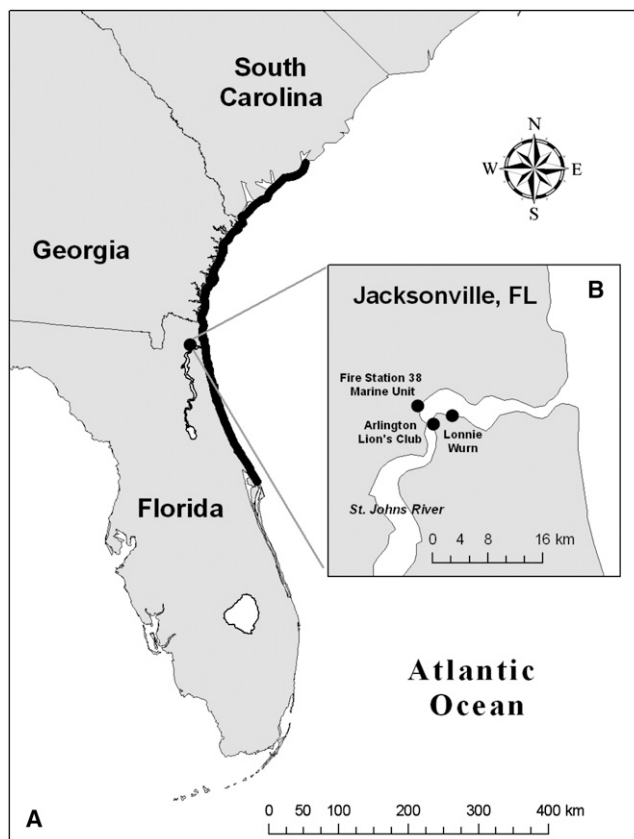 South
Carolina
N
W E
S
Georgia
Jacksonville, FL B
Fire Station 38
Marine Unit
Arlington
Lion's Club
Lonnie
Wurn
St. Johns River
0 4 8 16 km
Florida
Atlantic
Ocean
A
0 50 100 200 300 400 km